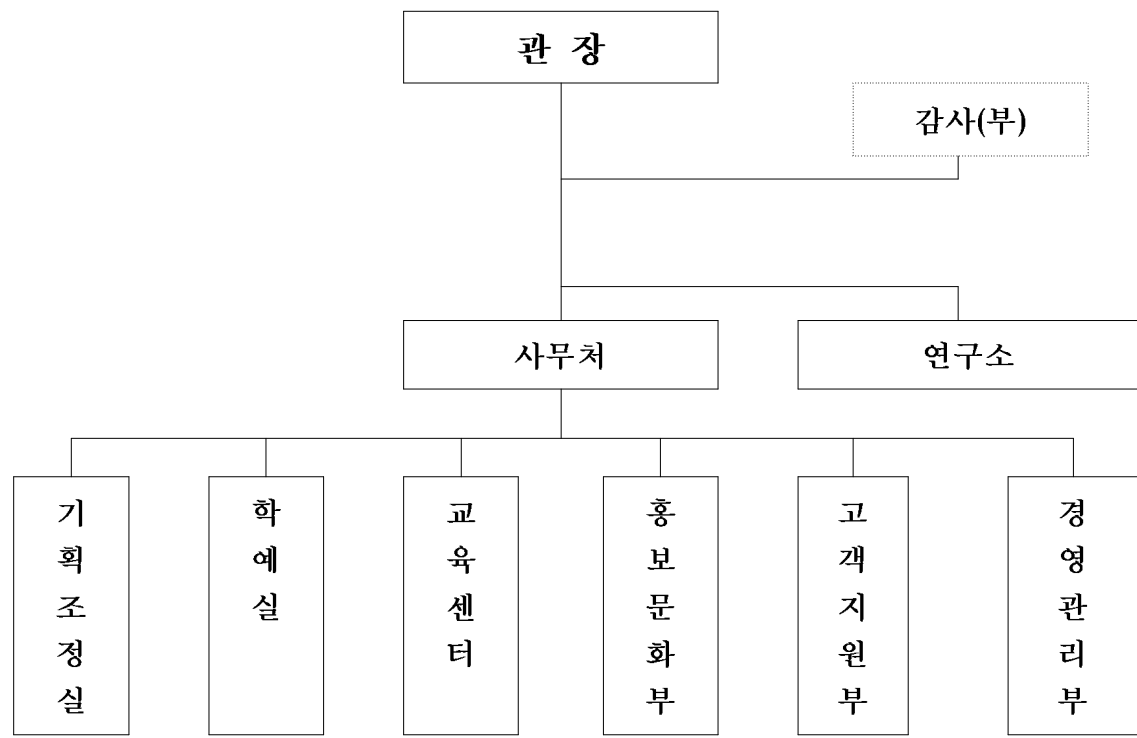 관 장
감사(부)
사무처
연구소
기획조정실
학예실
교육센터
홍보문화부
고객지원부
경영관리부